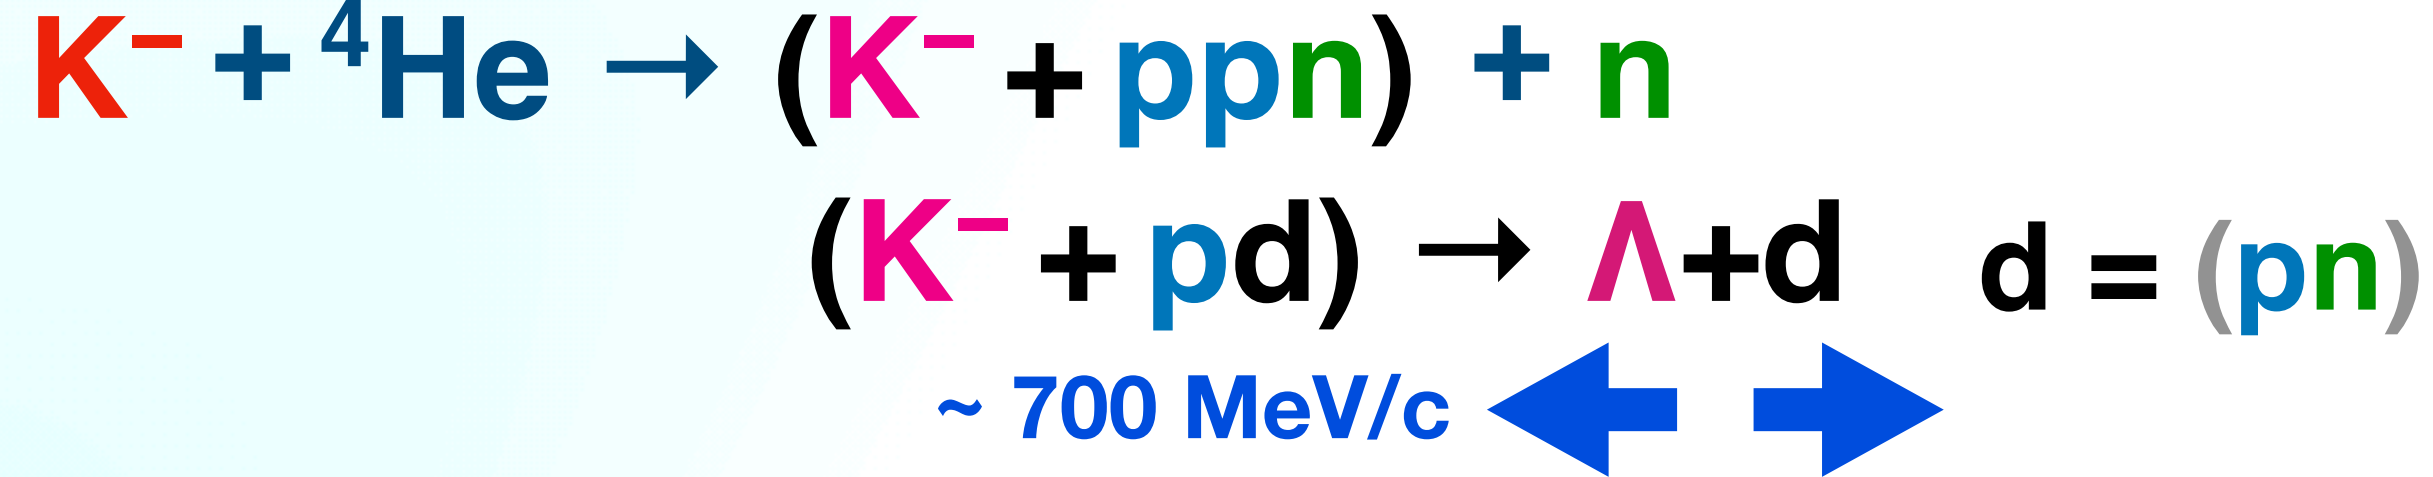 K⁻ + ⁴He → (K⁻ + ppn) + n
(K⁻ + pd) → Λ+d d = (pn)
~ 700 MeV/c